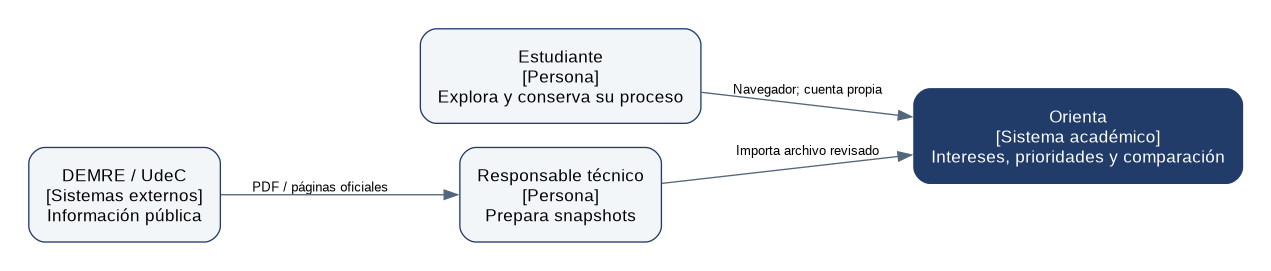 Estudiante
[Persona]
Explora y conserva su proceso
Navegador; cuenta propia
Orienta
[Sistema académico]
Intereses, prioridades y comparación
DEMRE / UdeC
[Sistemas externos]
Información pública
PDF / páginas oficiales
Responsable técnico
[Persona]
Prepara snapshots
Importa archivo revisado